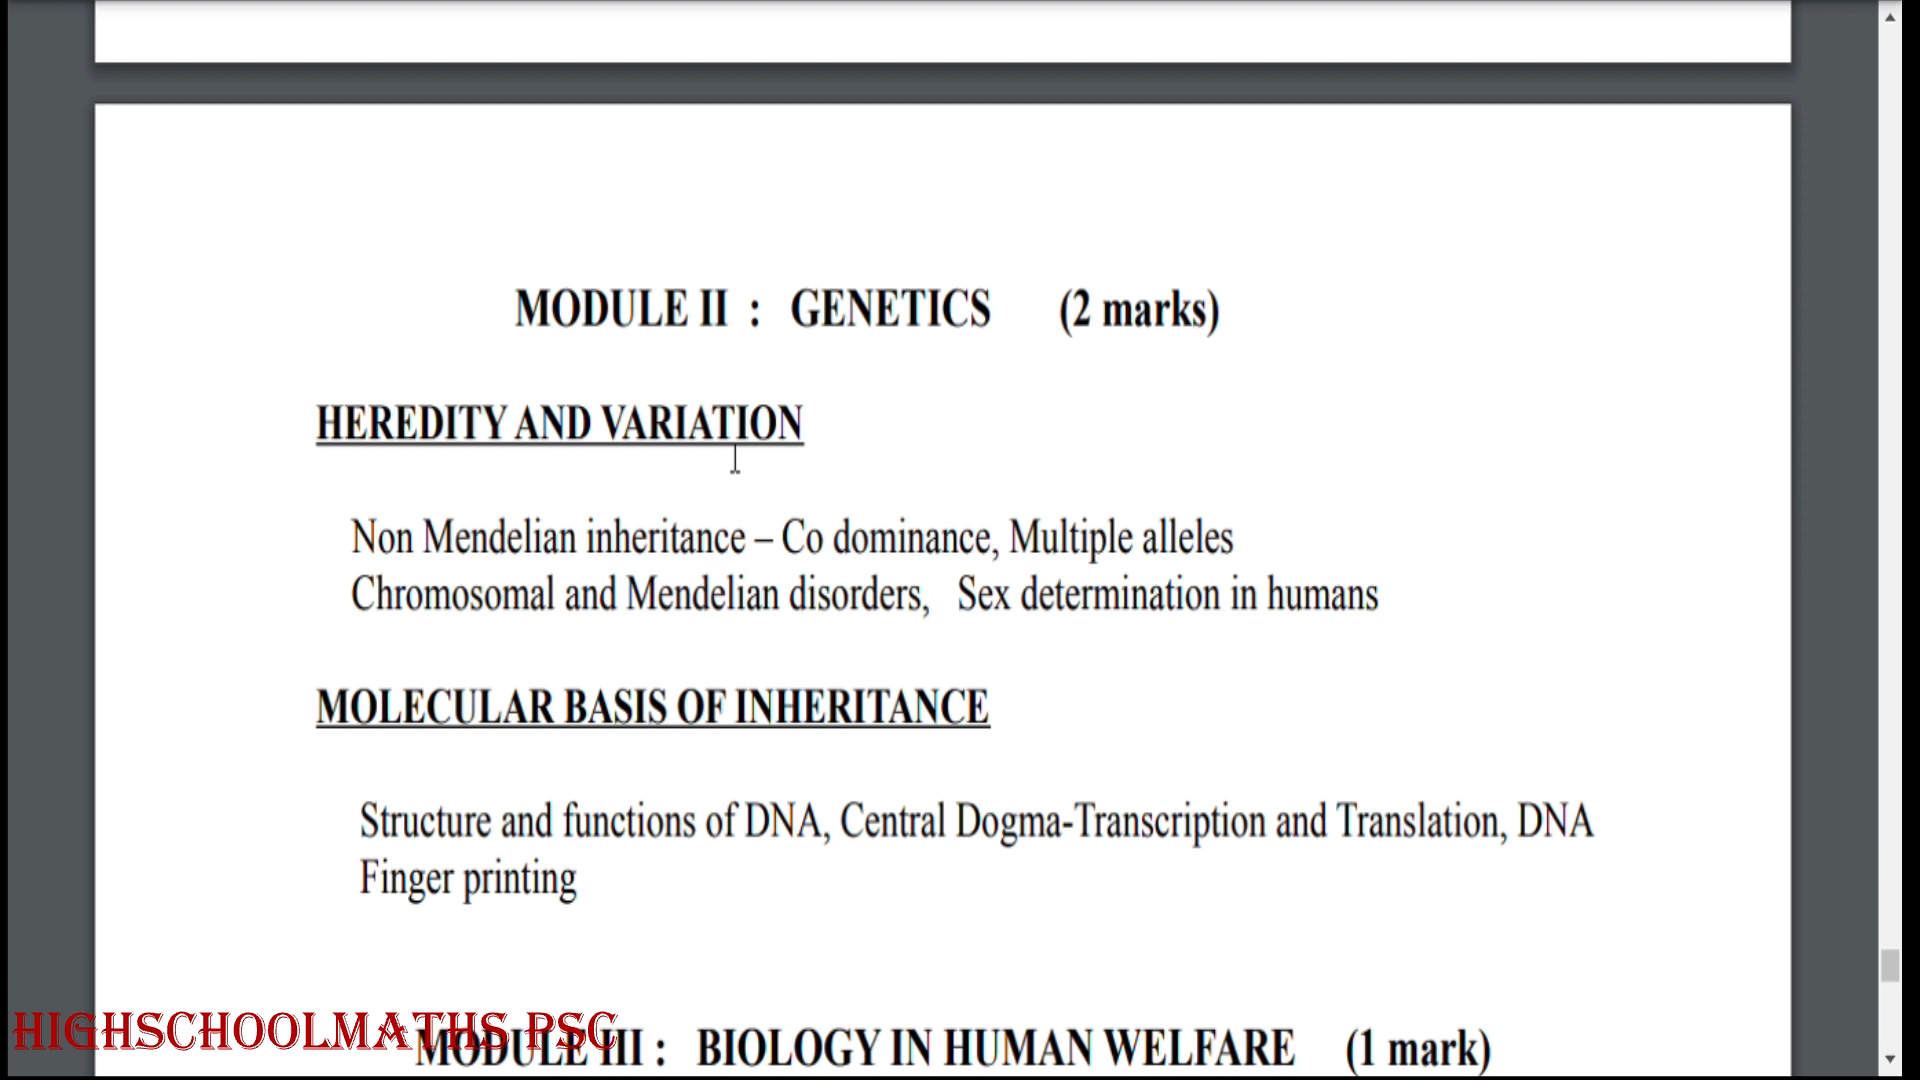 MODULE II : GENETICS (2 marks)
HEREDITY AND VARIATION
Non Mendelian inheritance – Co dominance, Multiple alleles
Chromosomal and Mendelian disorders, Sex determination in humans
MOLECULAR BASIS OF INHERITANCE
Structure and functions of DNA, Central Dogma-Transcription and Translation, DNA
Finger printing
HIGHSCHOOLMATHS PSC
MODULE III : BIOLOGY IN HUMAN WELFARE (1 mark)